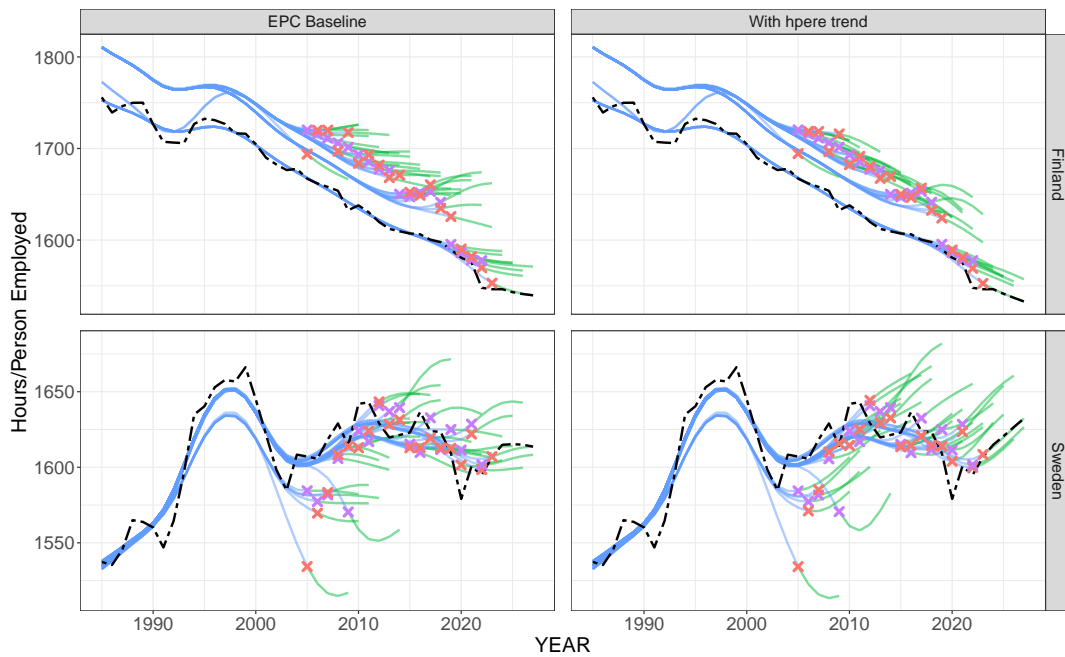 EPC Baseline
With hpere trend
Hours/Person Employed
1800
1700
1600
Finland
1650
1600
1550
Sweden
1990
2000
2010
2020
1990
2000
2010
2020
YEAR